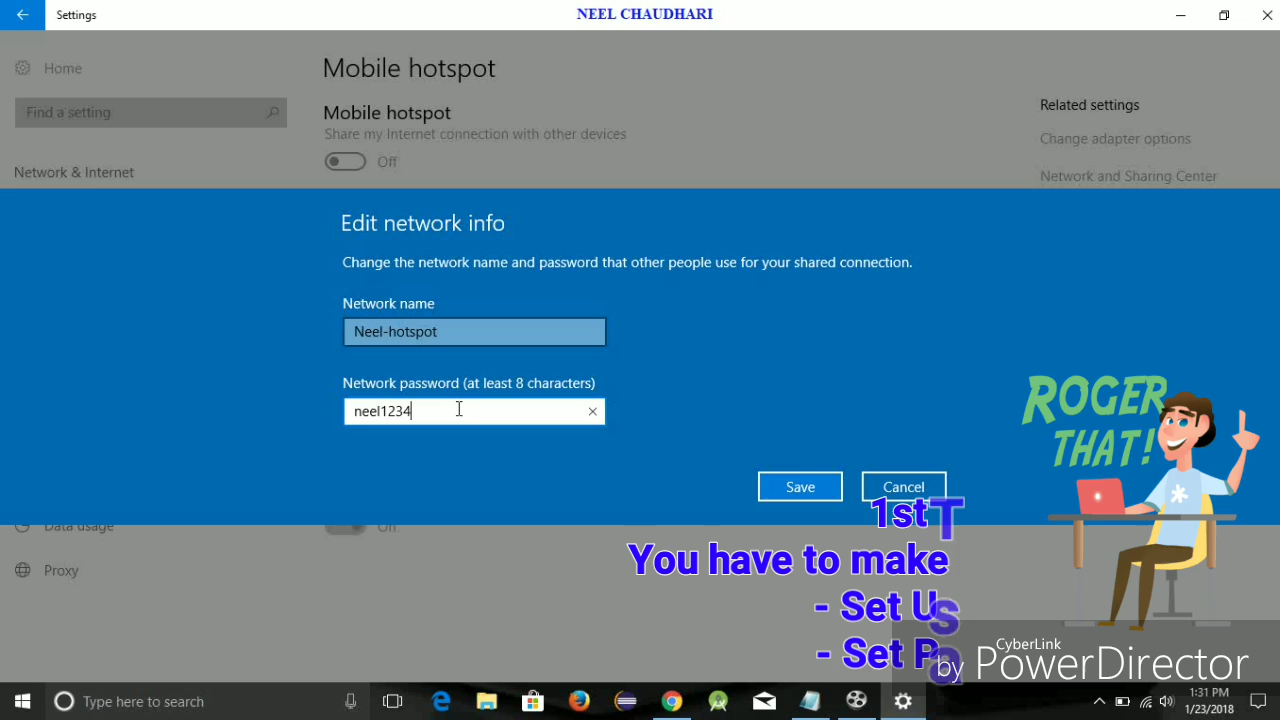 Settings
NEEL CHAUDHARI
Home
Mobile hotspot
Find a setting
Mobile hotspot
Share my Internet connection with other devices
Off
Related settings
Change adapter options
Network and Sharing Center
Network & Internet
Edit network info
Change the network name and password that other people use for your shared connection.
Network name
Neel-hotspot
Network password (at least 8 characters)
neel1234
Save
Cancel
ROGER
THAT!
Data usage
On
Proxy
1st T
You have to make
- Set Us
- Set Pa
CyberLink
by PowerDirector
Type here to search
1:31 PM
1/23/2018